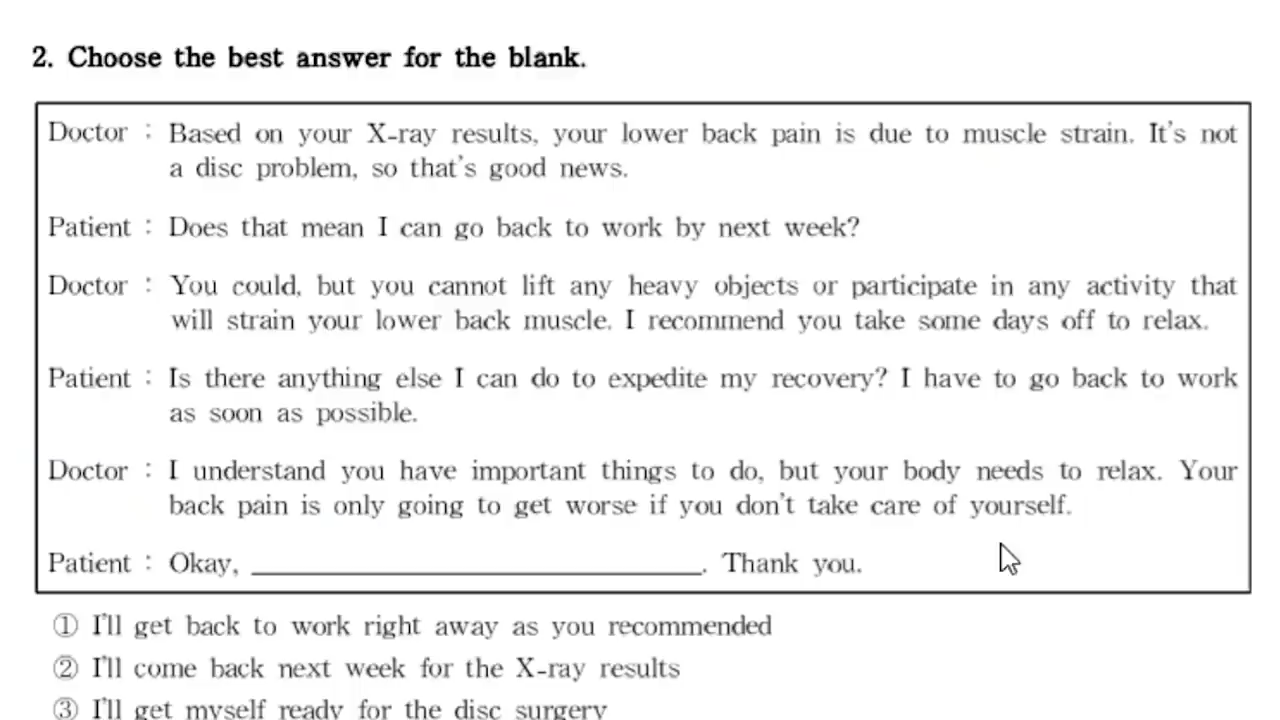 2. Choose the best answer for the blank.
Doctor : Based on your X-ray results, your lower back pain is due to muscle strain. It's not
a disc problem, so that's good news.
Patient : Does that mean I can go back to work by next week?
Doctor : You could, but you cannot lift any heavy objects or participate in any activity that
will strain your lower back muscle. I recommend you take some days off to relax.
Patient : Is there anything else I can do to expedite my recovery? I have to go back to work
as soon as possible.
Doctor : I understand you have important things to do, but your body needs to relax. Your
back pain is only going to get worse if you don't take care of yourself.
Patient : Okay, ________________________________. Thank you.
① I'll get back to work right away as you recommended
② I'll come back next week for the X-ray results
③ I'll get myself ready for the disc surgery